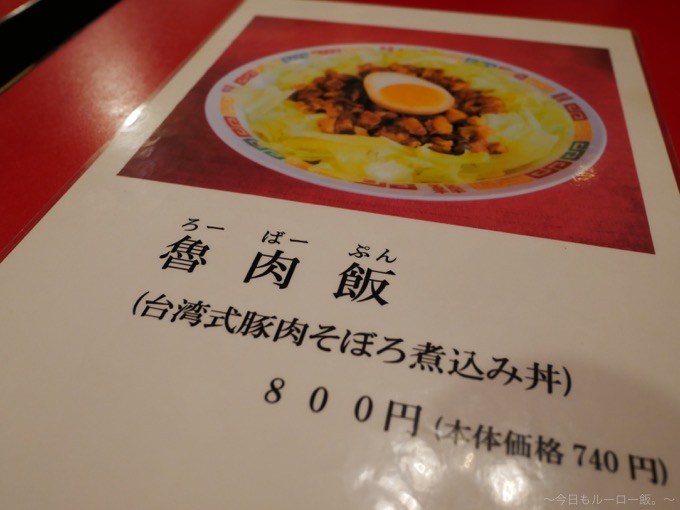 ろー ばー ぷん
魯肉飯
(台湾式豚肉そぼろ煮込み丼)
800円(本体価格740円)
〜今日もルーロー飯。〜